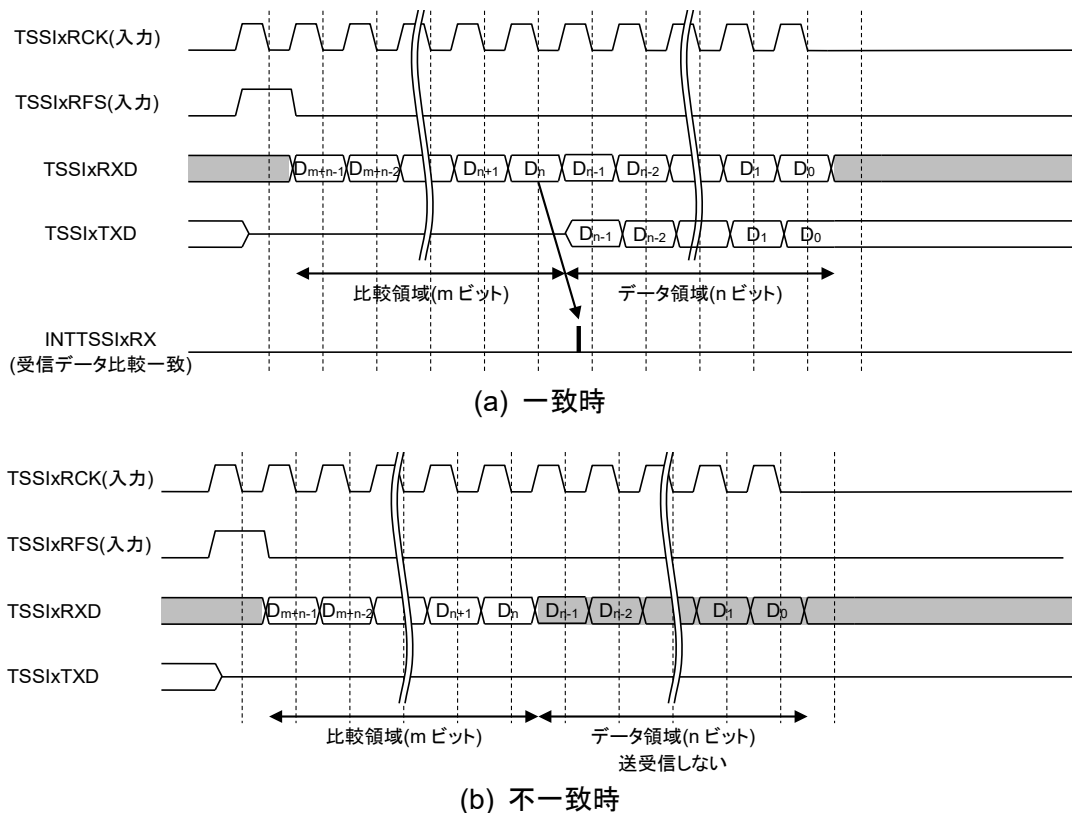 TSSIxRCK(入力)
TSSIxRFS(入力)
TSSIxRXD
Dm+n-1 Dm+n-2 Dn+1 Dn Dn-1 Dn-2 D1 D0
TSSIxTXD
Dn-1 Dn-2 D1 D0
比較領域(m ビット) データ領域(n ビット)
INTTSSIxRX
(受信データ比較一致)
(a) 一致時
TSSIxRCK(入力)
TSSIxRFS(入力)
TSSIxRXD
Dm+n-1 Dm+n-2 Dn+1 Dn Dn-1 Dn-2 D1 D0
TSSIxTXD
比較領域(m ビット) データ領域(n ビット)
送受信しない
(b) 不一致時